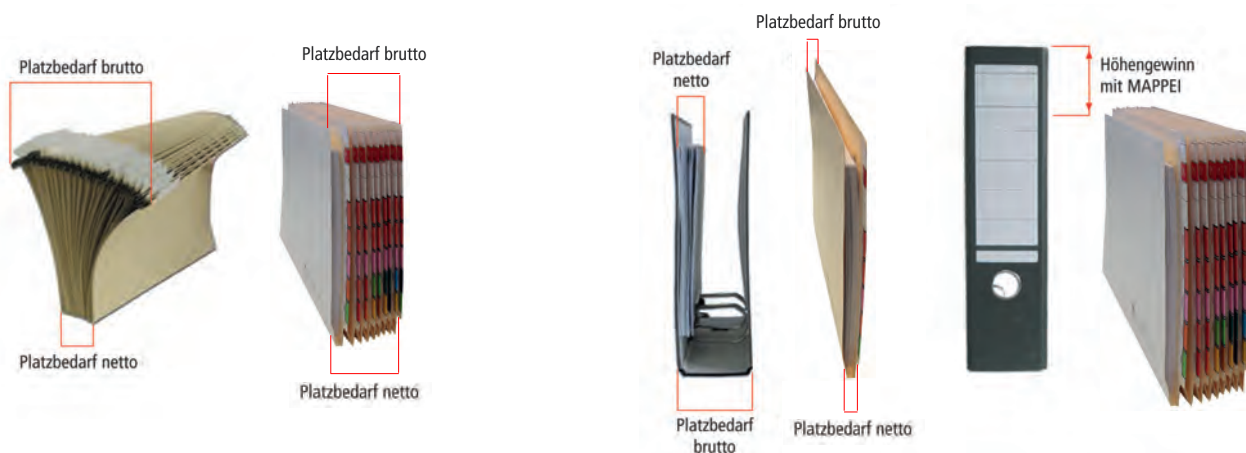 Platzbedarf brutto
Platzbedarf netto
Platzbedarf brutto
Platzbedarf netto
Platzbedarf
netto
Platzbedarf
brutto
Platzbedarf brutto
Platzbedarf netto
Höhengewinn
mit MAPPEI